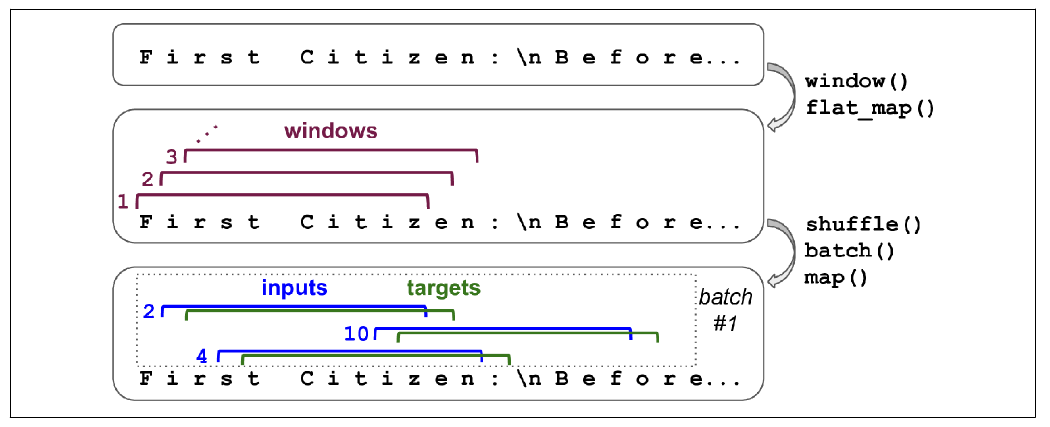 First Citizen:\nBefore...
window()
flat_map()
windows
3
2
1
First Citizen:\nBefore...
shuffle()
batch()
map()
inputs targets
batch
#1
2
10
4
First Citizen:\nBefore...